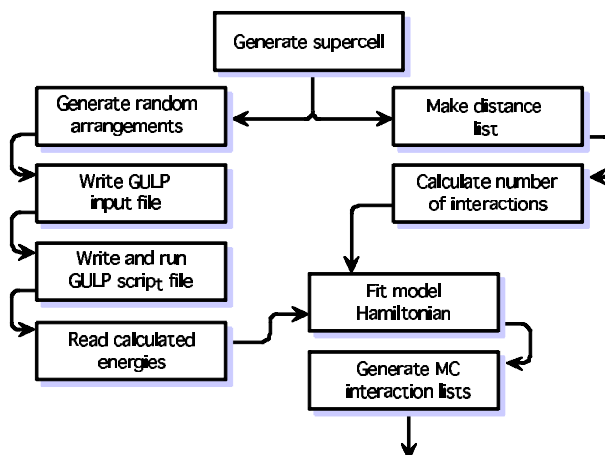 Generate supercell
Generate random
arrangements
Make distance
list
Write GULP
input file
Calculate number
of interactions
Write and run
GULP script file
Fit model
Hamiltonian
Read calculated
energies
Generate MC
interaction lists